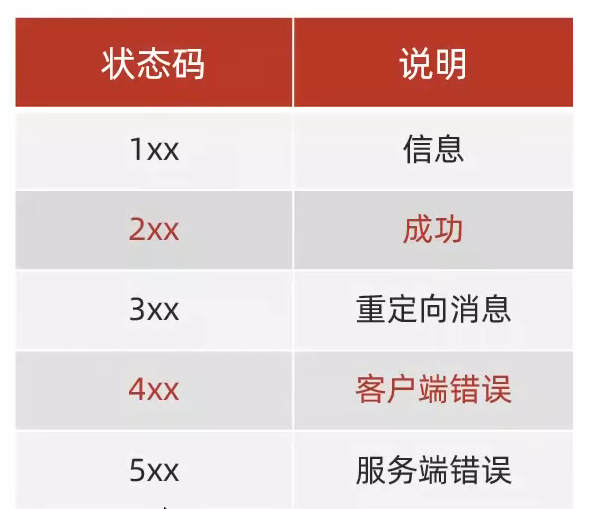 状态码 说明
1xx 信息
2xx 成功
3xx 重定向消息
4xx 客户端错误
5xx 服务端错误